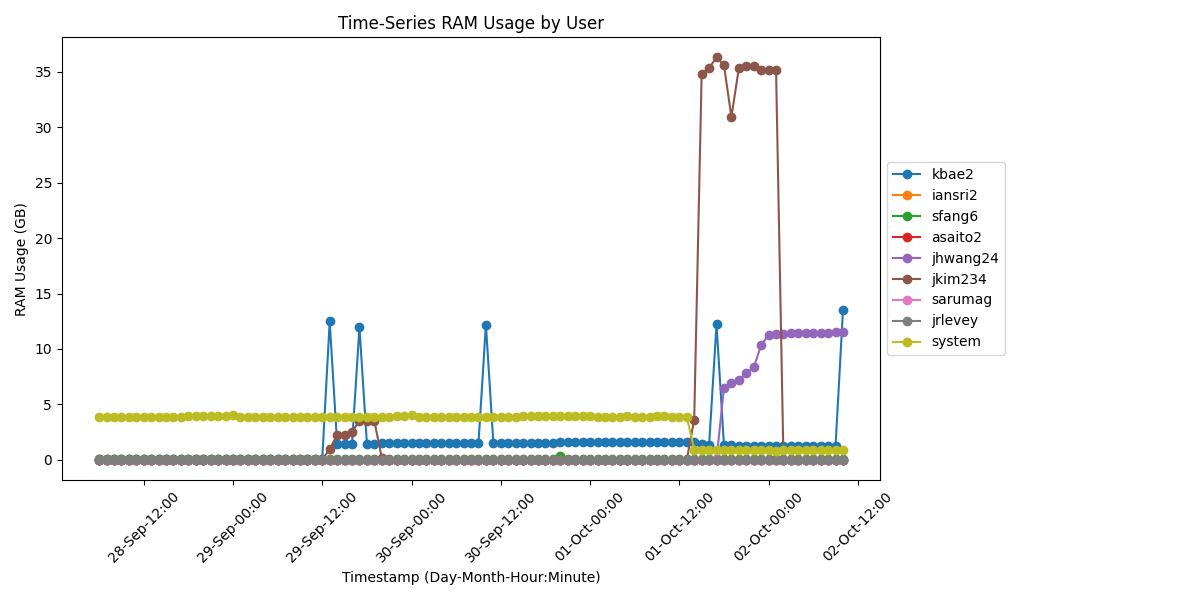 Time-Series RAM Usage by User
RAM Usage (GB)
35
30
25
20
15
10
5
0
28-Sep-12:00
29-Sep-00:00
29-Sep-12:00
30-Sep-00:00
30-Sep-12:00
01-Oct-00:00
01-Oct-12:00
02-Oct-00:00
02-Oct-12:00
Timestamp (Day-Month-Hour:Minute)
kbae2
iansri2
sfang6
asaito2
jhwang24
jkim234
sarumag
jrlevey
system